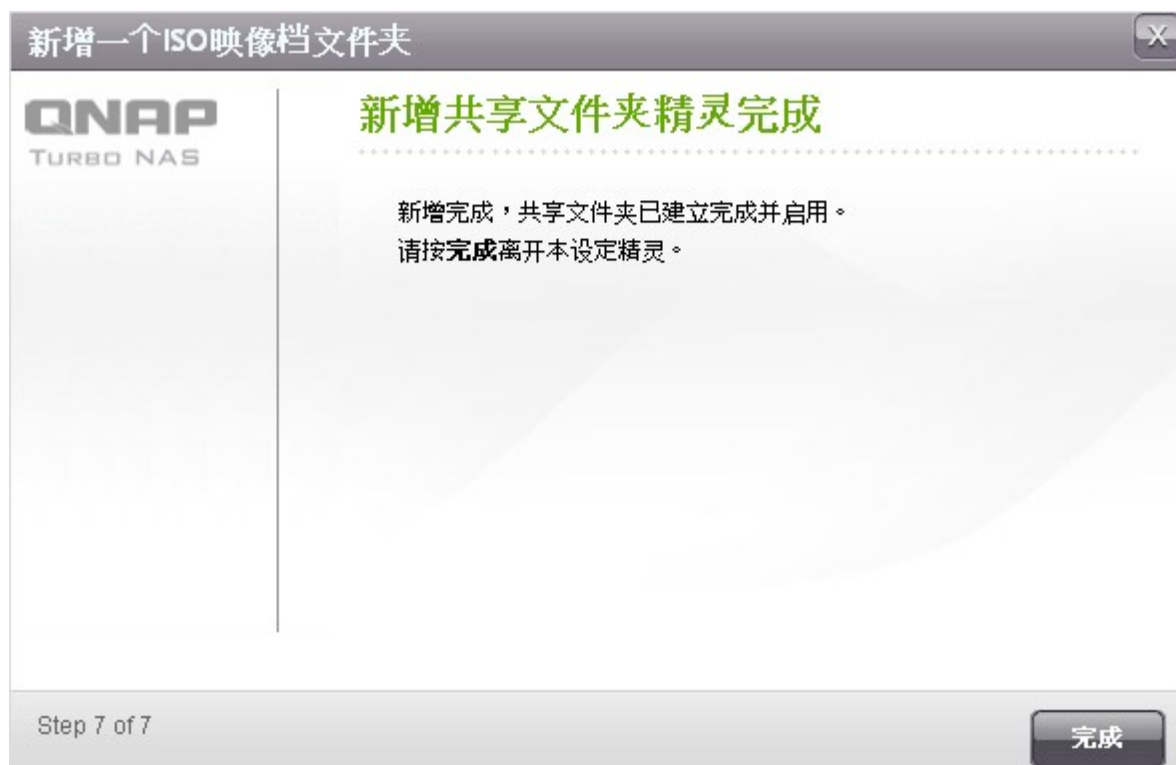 新增一个ISO映像档文件夹
X
QNAP
TURBO NAS
新增共享文件夹精灵完成
新增完成，共享文件夹已建立完成并启用。
请按完成离开本设定精灵。
Step 7 of 7
完成